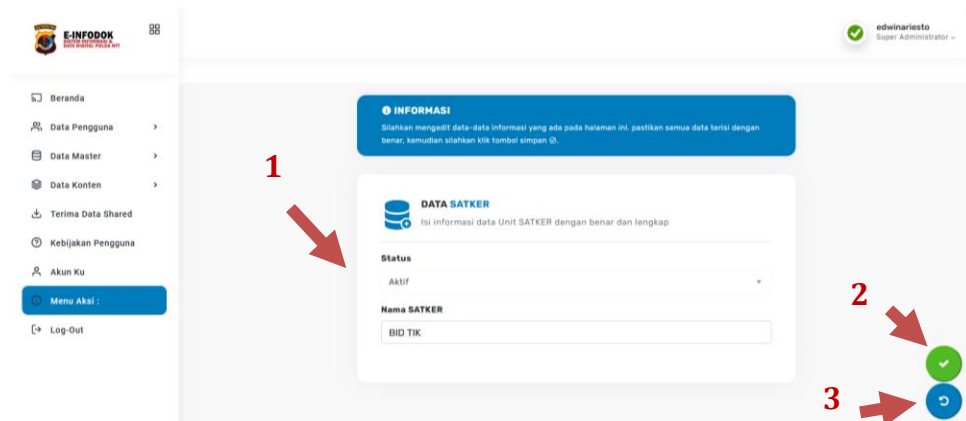 E-INFODOK
SISTEM INFORMASI &
DATA DIGITAL POLDA NTT
edwinariesto
Super Administrator
Beranda
Data Pengguna
Data Master
Data Konten
Terima Data Shared
Kebijakan Pengguna
Akun Ku
Menu Aksi :
Log-Out
INFORMASI
Silahkan mengedit data-data informasi yang ada pada halaman ini. pastikan semua data terisi dengan
benar, kemudian silahkan klik tombol simpan
1
DATA SATKER
Isi informasi data Unit SATKER dengan benar dan lengkap
Status
Aktif
Nama SATKER
BID TIK
2
3